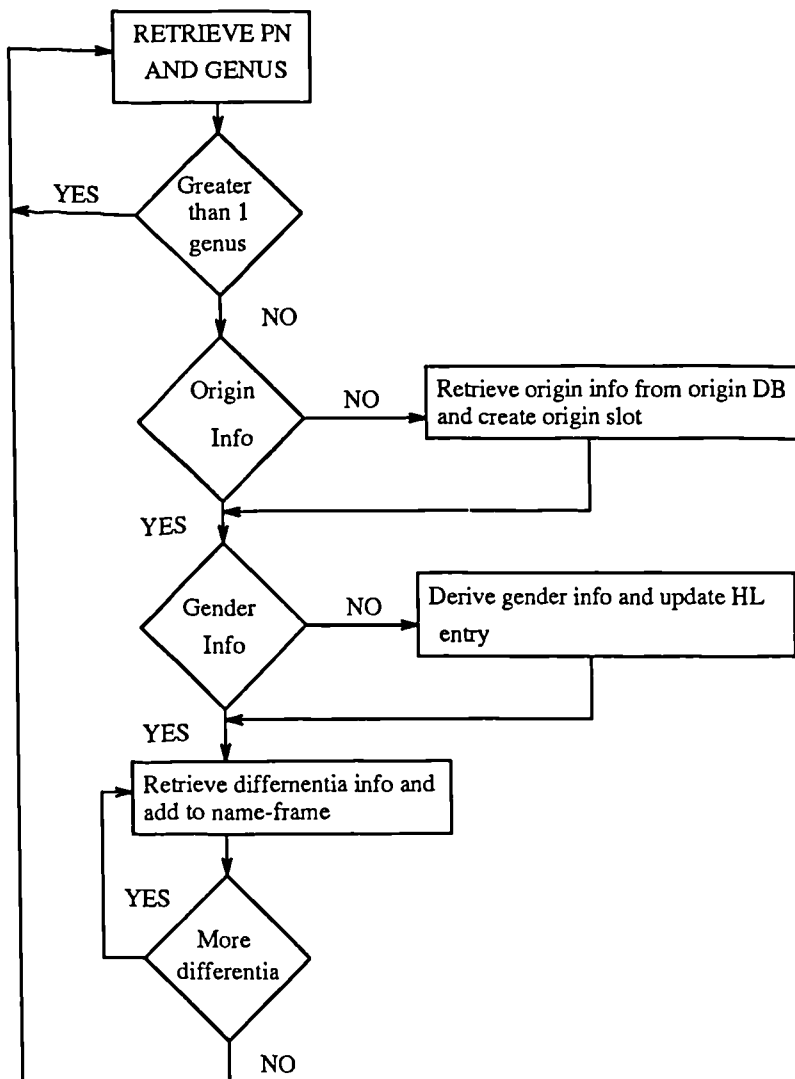 RETRIEVE PN
AND GENUS
YES
Greater
than 1
genus
NO
Origin
Info
NO
Retrieve origin info from origin DB
and create origin slot
YES
Gender
Info
NO
Derive gender info and update HL
entry
YES
Retrieve differnentia info and
add to name-frame
YES
More
differentia
NO